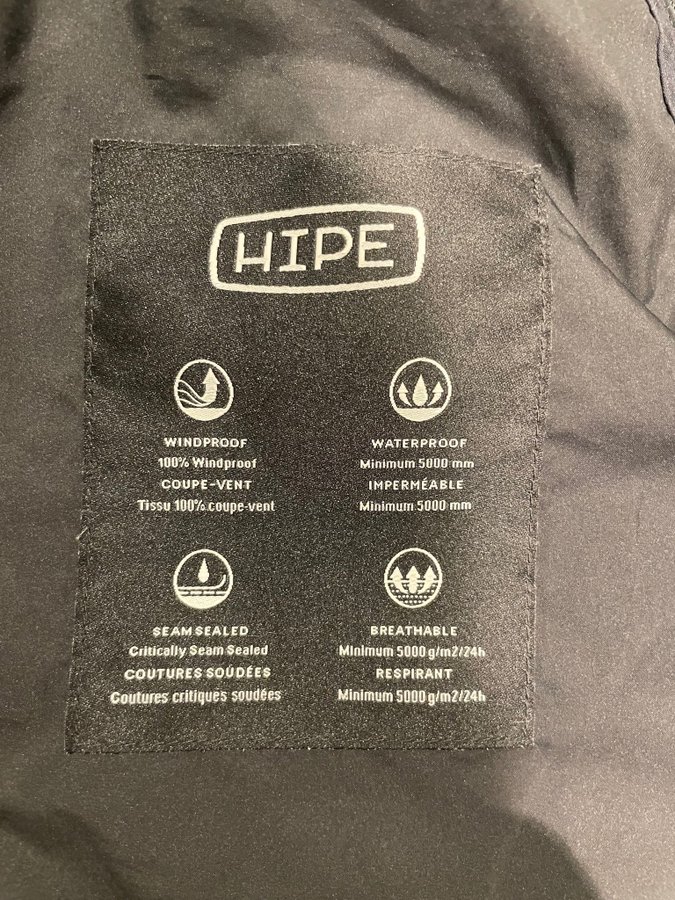 HIPE
WINDPROOF
100% Windproof
COUPE-VENT
Tissu 100% coupe-vent
WATERPROOF
Minimum 5000 mm
IMPERMÉABLE
Minimum 5000 mm
SEAM SEALED
Critically Seam Sealed
COUTURES SOUDÉES
Coutures critiques soudées
BREATHABLE
Minimum 5000 g/m2/24h
RESPIRANT
Minimum 5000 g/m2/24h